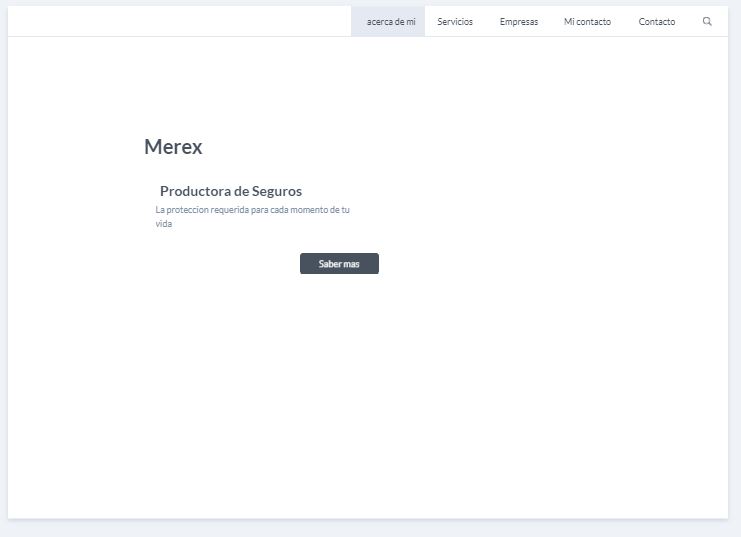 acerca de mi Servicios Empresas Mi contacto Contacto
Merex
Productora de Seguros
La proteccion requerida para cada momento de tu
vida
Saber mas